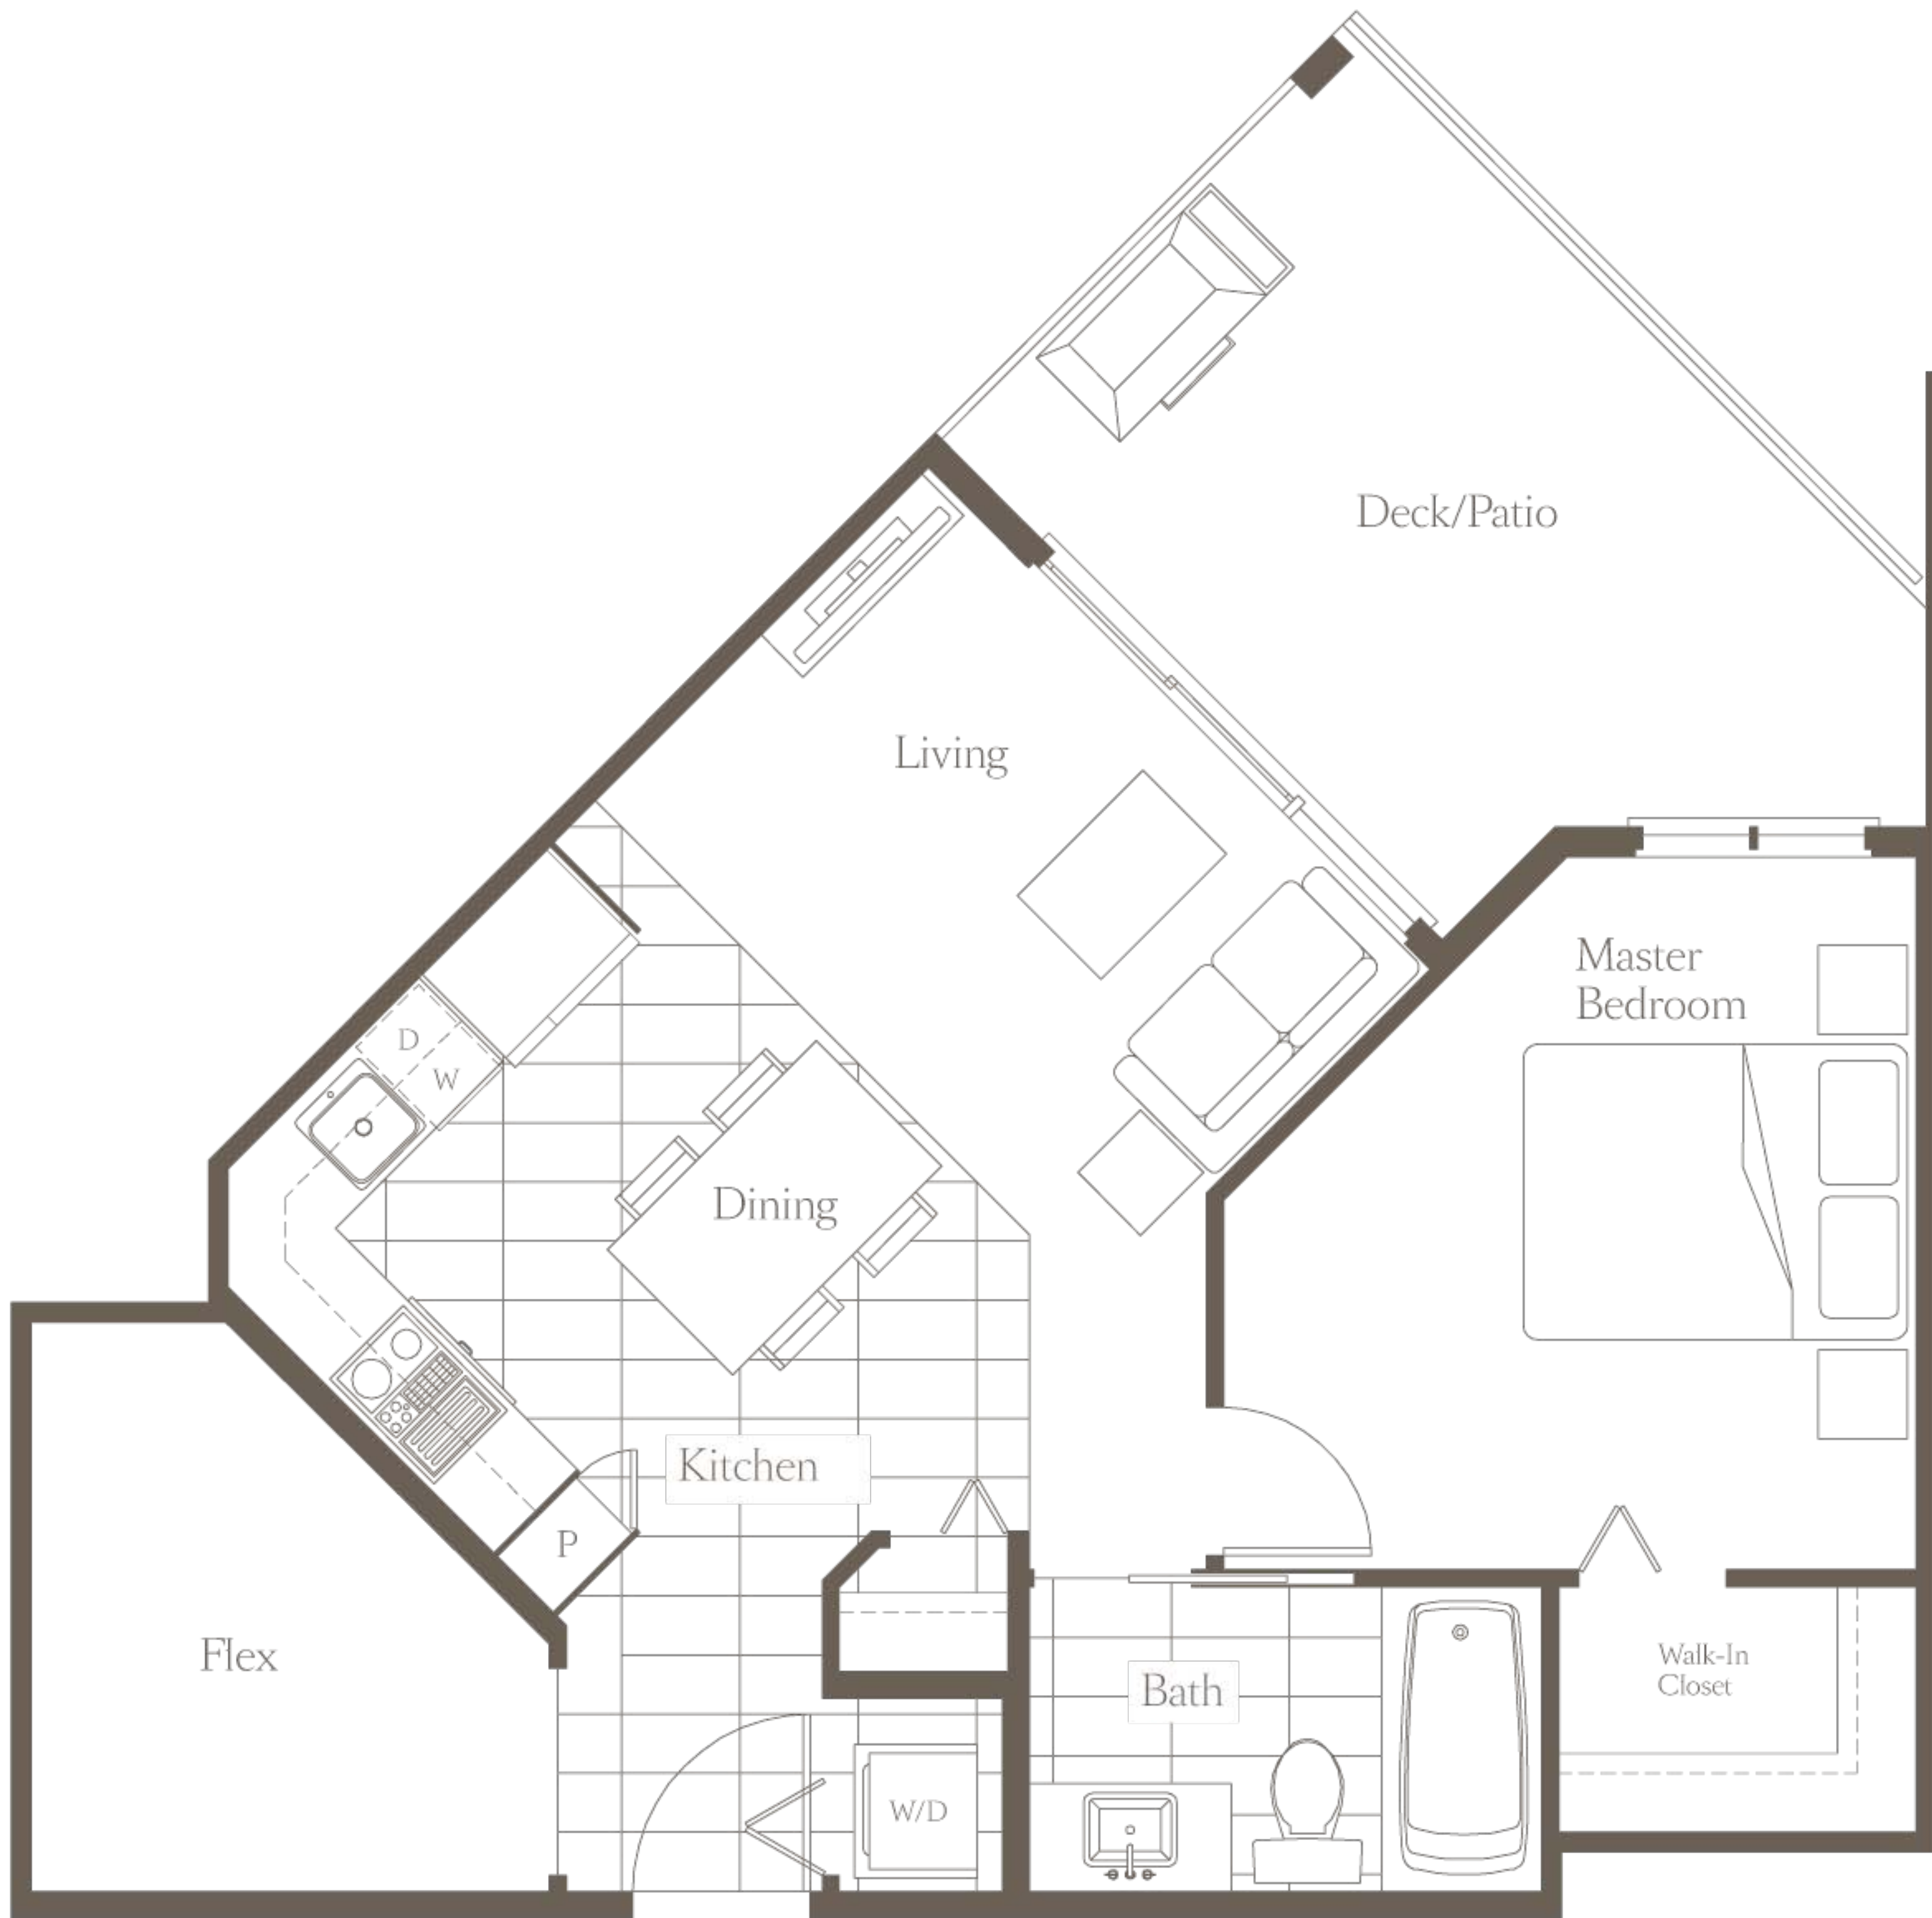 Deck/Patio
Living
Master
Bedroom
D
W
Dining
Kitchen
P
Flex
Walk-In
Closet
Bath
W/D